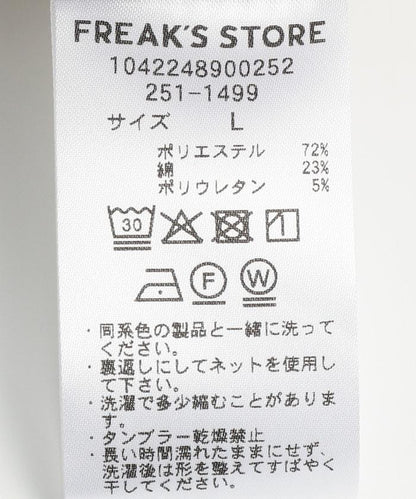 FREAK'S STORE
1042248900252
251-1499
サイズ L
ポリエステル 72%
綿 23%
ポリウレタン 5%
30
F W
・同系色の製品と一緒に洗って
ください。
・裏返しにしてネットを使用し
て下さい。
・洗濯で多少縮むことがありま
す。
・タンブラー乾燥禁止
・長い時間濡れたままにせず、
洗濯後は形を整えてすばやく
干してください。